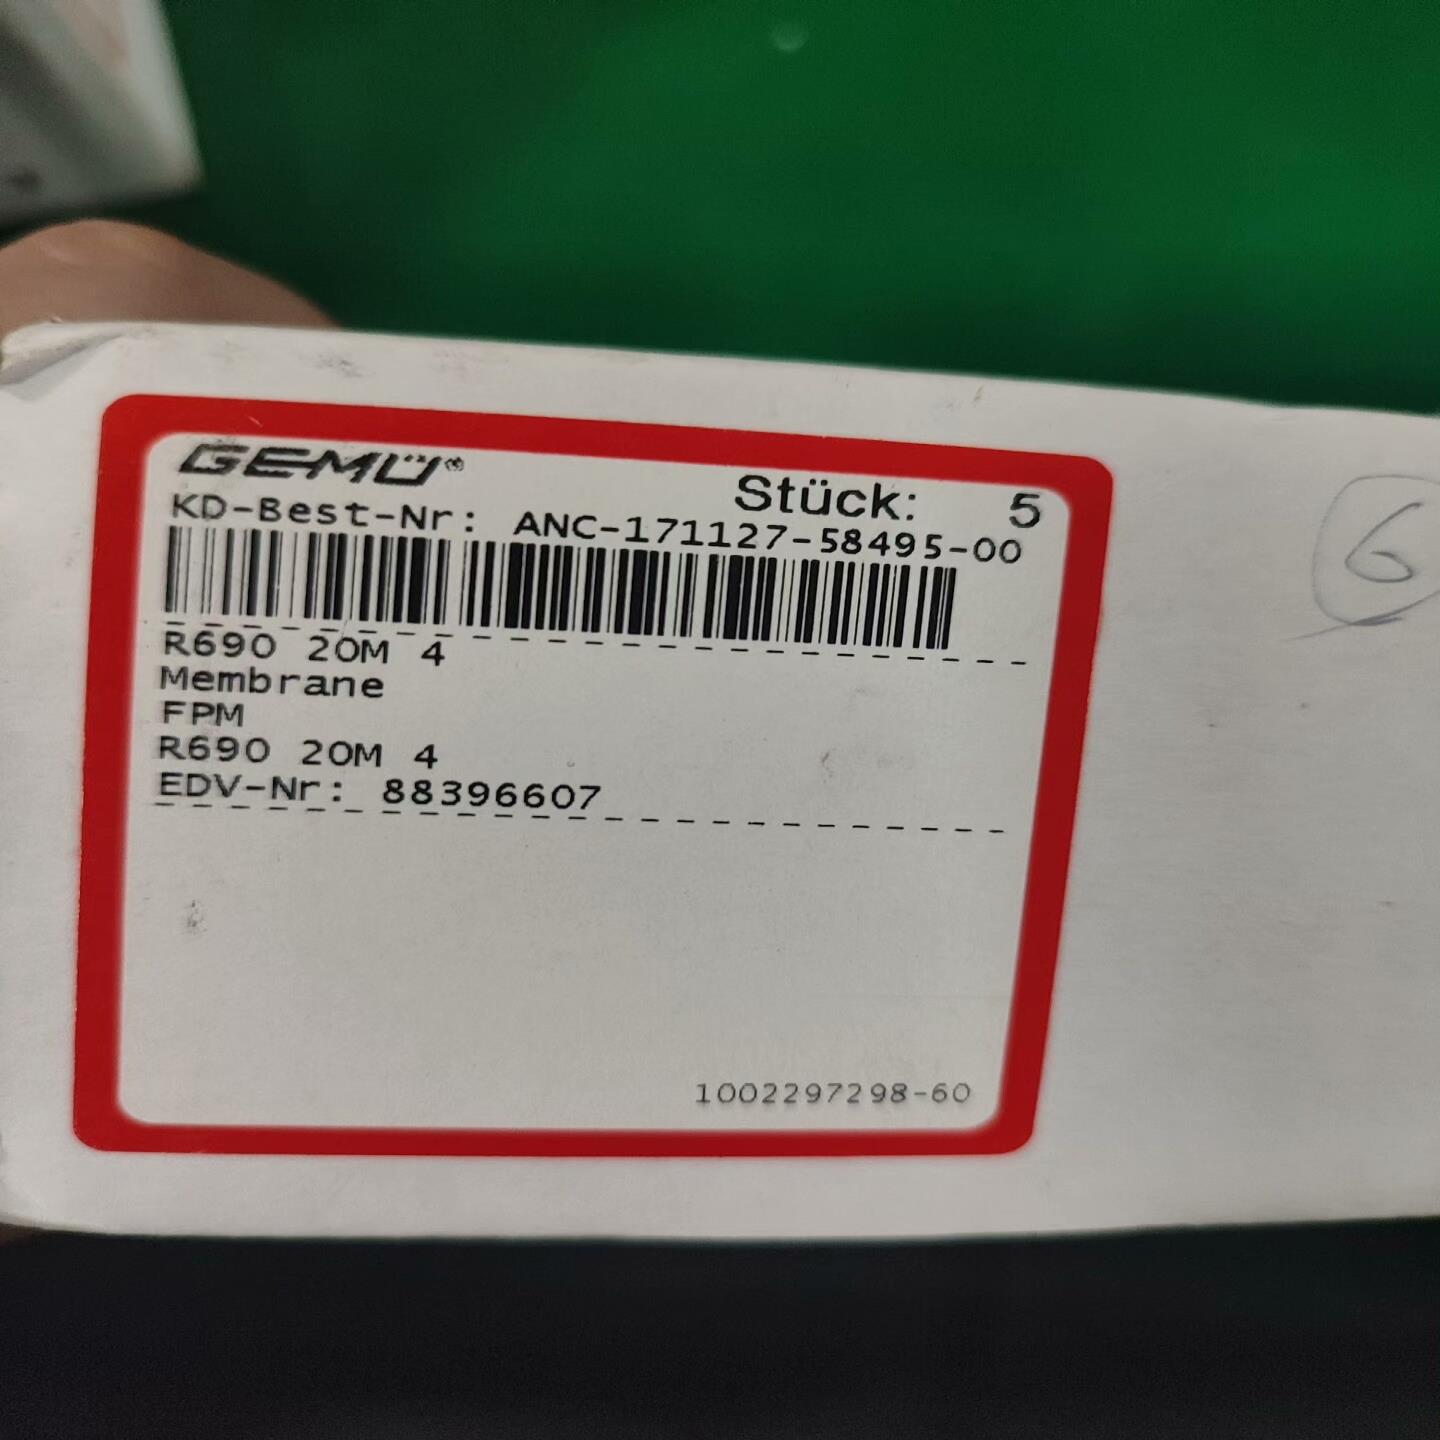 GEMÜ®
Stück: 5
KD-Best-Nr: ANC-171127-58495-00
R690 20M 4
Membrane
FPM
R690 20M 4
EDV-Nr: 88396607
1002297298-60
6